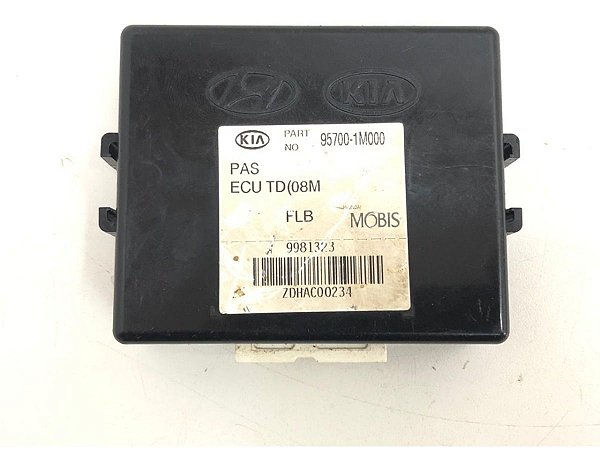 KIA
KIA PART NO 95700-1M000
PAS
ECU TD(08M
FLB MOBIS
9981323
ZDHAC00234